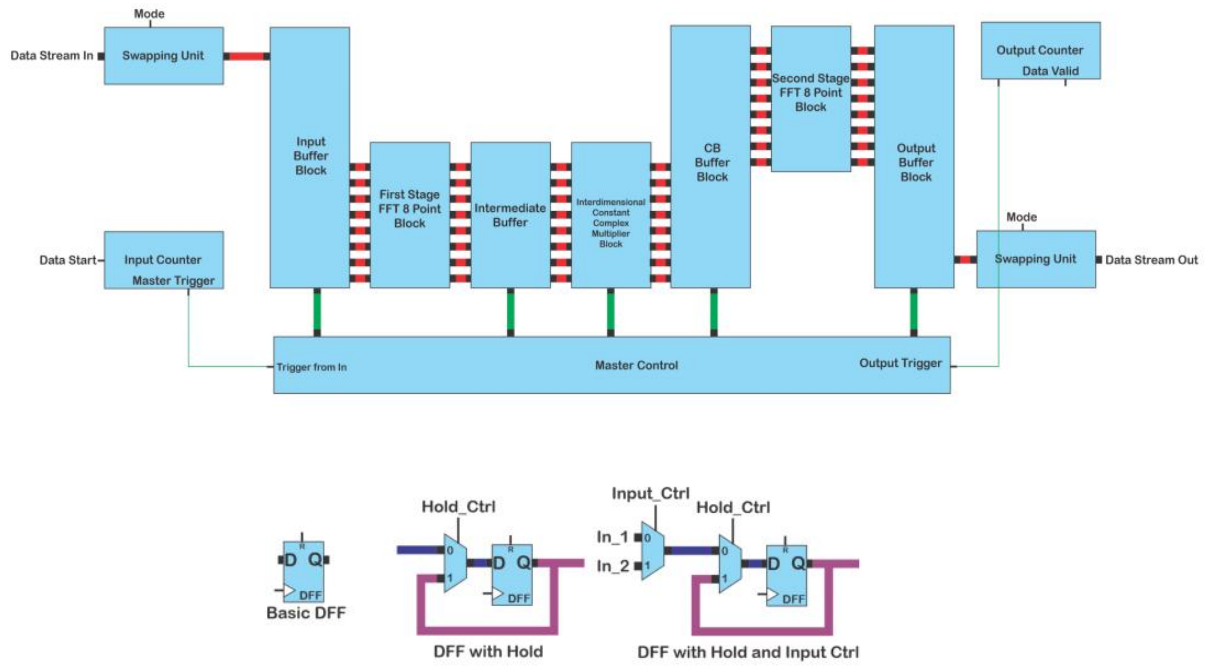 Mode
Data Stream In
Swapping Unit
Input
Buffer
Block
First Stage
FFT 8 Point
Block
Intermediate
Buffer
Interdimensional
Constant
Complex
Multiplier
Block
CB
Buffer
Block
Second Stage
FFT 8 Point
Block
Output
Buffer
Block
Output Counter
Data Valid
Mode
Swapping Unit
Data Stream Out
Data Start
Input Counter
Master Trigger
Trigger from In
Master Control
Output Trigger
R
D Q
DFF
Basic DFF
Hold_Ctrl
0
1
R
D Q
DFF
DFF with Hold
Input_Ctrl
Hold_Ctrl
In_1
0
In_2
1
0
1
R
D Q
DFF
DFF with Hold and Input Ctrl